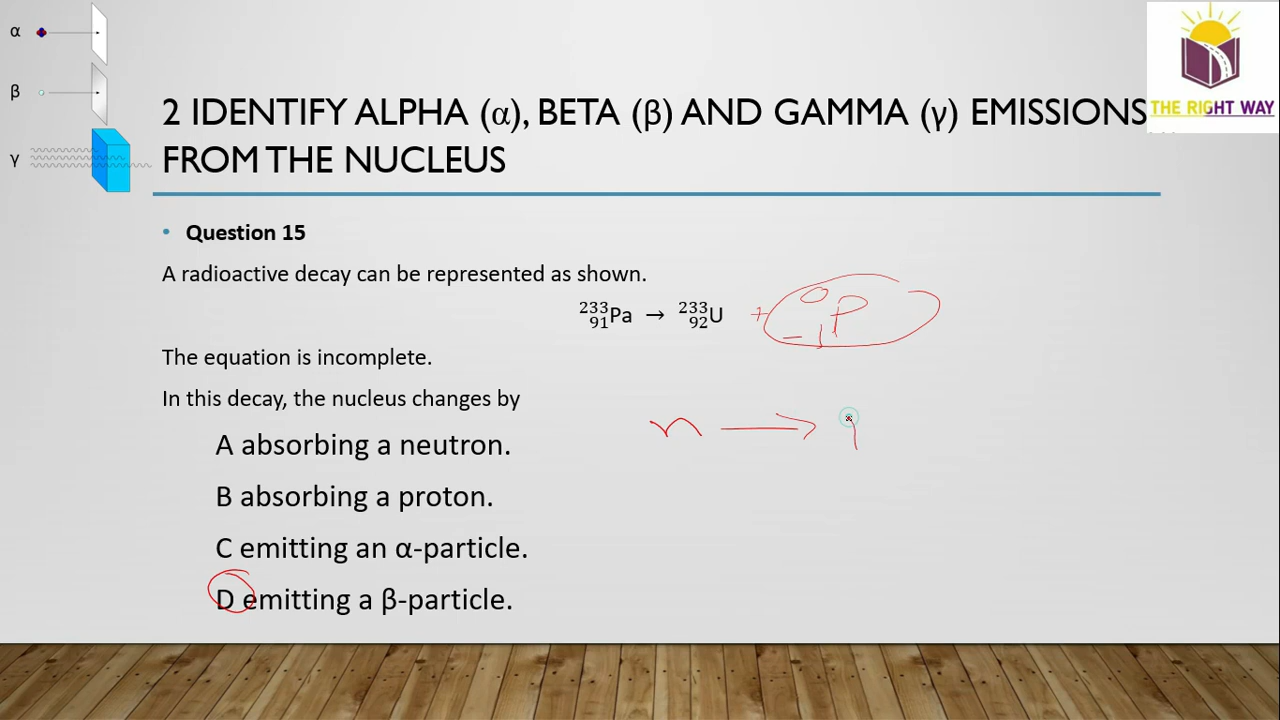 α
β
γ
THE RIGHT WAY
2 IDENTIFY ALPHA (α), BETA (β) AND GAMMA (γ) EMISSIONS
FROM THE NUCLEUS
• Question 15
A radioactive decay can be represented as shown.
²³³₉₁Pa → ²³³₉₂U + ⁰₋₁β
The equation is incomplete.
In this decay, the nucleus changes by
n →
A absorbing a neutron.
B absorbing a proton.
C emitting an α-particle.
D emitting a β-particle.